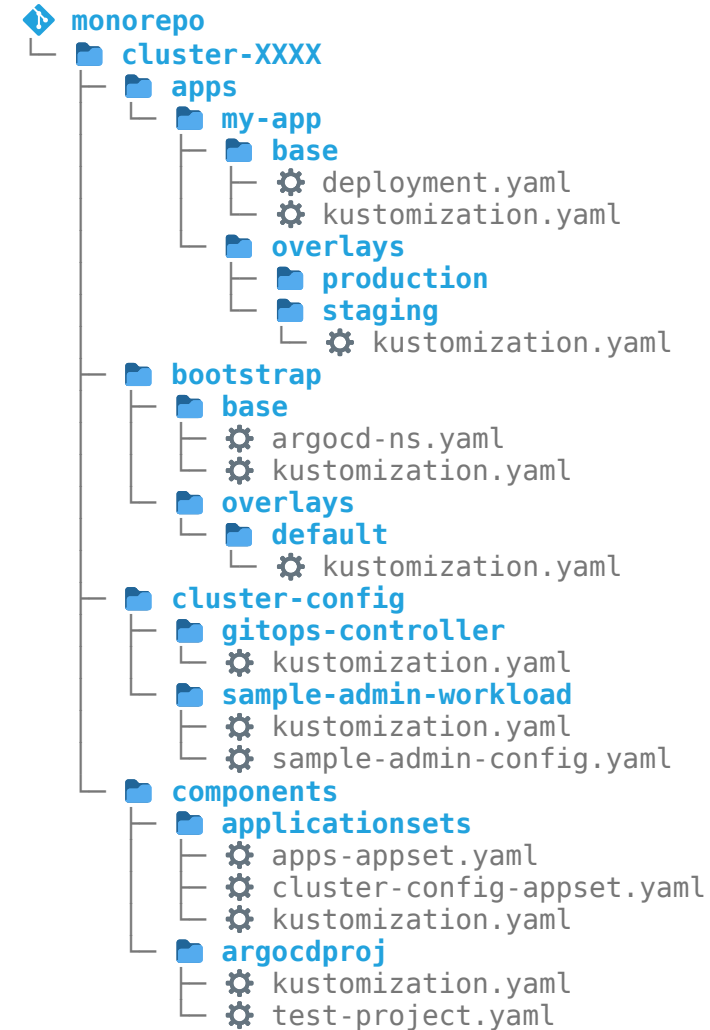 monorepo
cluster-XXXX
apps
my-app
base
deployment.yaml
kustomization.yaml
overlays
production
staging
kustomization.yaml
bootstrap
base
argocd-ns.yaml
kustomization.yaml
overlays
default
kustomization.yaml
cluster-config
gitops-controller
kustomization.yaml
sample-admin-workload
kustomization.yaml
sample-admin-config.yaml
components
applicationsets
apps-appset.yaml
cluster-config-appset.yaml
kustomization.yaml
argocdproj
kustomization.yaml
test-project.yaml